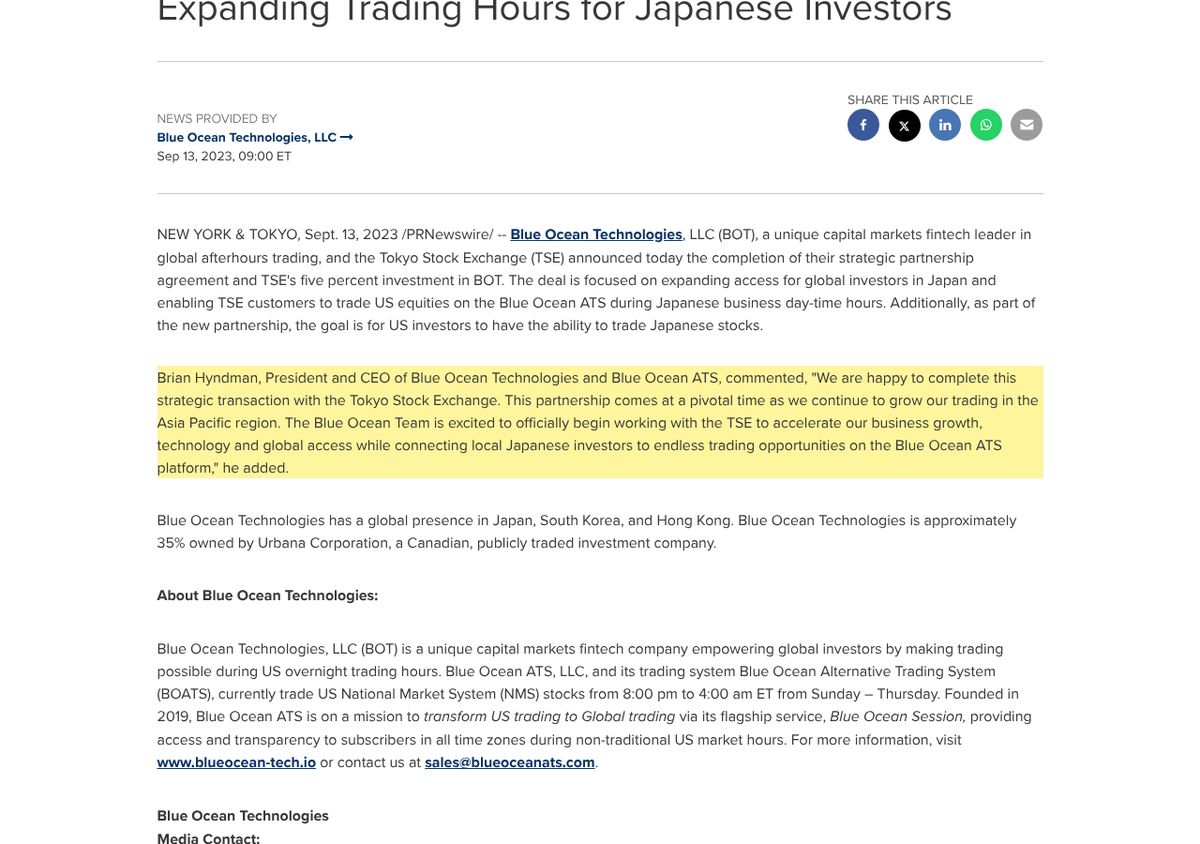 Expanding Trading Hours for Japanese Investors
SHARE THIS ARTICLE
NEWS PROVIDED BY
Blue Ocean Technologies, LLC →
Sep 13, 2023, 09:00 ET
NEW YORK & TOKYO, Sept. 13, 2023 /PRNewswire/ -- Blue Ocean Technologies, LLC (BOT), a unique capital markets fintech leader in
global afterhours trading, and the Tokyo Stock Exchange (TSE) announced today the completion of their strategic partnership
agreement and TSE's five percent investment in BOT. The deal is focused on expanding access for global investors in Japan and
enabling TSE customers to trade US equities on the Blue Ocean ATS during Japanese business day-time hours. Additionally, as part of
the new partnership, the goal is for US investors to have the ability to trade Japanese stocks.
Brian Hyndman, President and CEO of Blue Ocean Technologies and Blue Ocean ATS, commented, "We are happy to complete this
strategic transaction with the Tokyo Stock Exchange. This partnership comes at a pivotal time as we continue to grow our trading in the
Asia Pacific region. The Blue Ocean Team is excited to officially begin working with the TSE to accelerate our business growth,
technology and global access while connecting local Japanese investors to endless trading opportunities on the Blue Ocean ATS
platform," he added.
Blue Ocean Technologies has a global presence in Japan, South Korea, and Hong Kong. Blue Ocean Technologies is approximately
35% owned by Urbana Corporation, a Canadian, publicly traded investment company.
About Blue Ocean Technologies:
Blue Ocean Technologies, LLC (BOT) is a unique capital markets fintech company empowering global investors by making trading
possible during US overnight trading hours. Blue Ocean ATS, LLC, and its trading system Blue Ocean Alternative Trading System
(BOATS), currently trade US National Market System (NMS) stocks from 8:00 pm to 4:00 am ET from Sunday – Thursday. Founded in
2019, Blue Ocean ATS is on a mission to transform US trading to Global trading via its flagship service, Blue Ocean Session, providing
access and transparency to subscribers in all time zones during non-traditional US market hours. For more information, visit
www.blueocean-tech.io or contact us at sales@blueoceanats.com.
Blue Ocean Technologies
Media Contact: